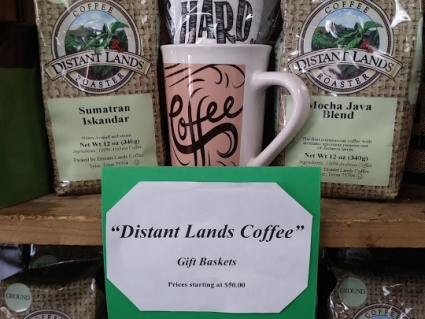 COFFEE
DISTANT LANDS
ROASTER
Sumatran
Iskandar
Net Wt 12 oz (340g)
HARD.
Coffee
COFFEE
DISTANT LANDS
ROASTER
Mocha Java
Blend
Net Wt 12 oz (340g)
"Distant Lands Coffee"
Gift Baskets
Prices starting at $50.00
GROUND
GROUND